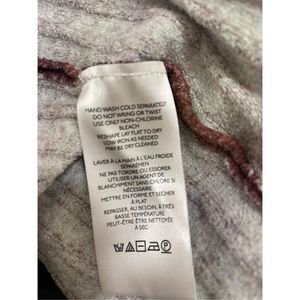 HAND WASH COLD SEPARATELY
DO NOT WRING OR TWIST
USE ONLY NON-CHLORINE
BLEACH
RESHAPE LAY FLAT TO DRY
LOW IRON AS NEEDED
MAY BE DRY CLEANED
LAVER À LA MAIN À L'EAU FROIDE
SÉPARÉMEN
NE PAS TORDRE OU ESSORER
UTILISER UN AGENT DE
BLANCHIMENT SANS CHLORE SI
NÉCESSAIRE
METTRE EN FORME ET SÉCHER
À PLAT
REPASSER, AU BESOIN, À TRÈS
BASSE TEMPÉRATURE
PEUT-ÊTRE ÊTRE NETTOYÉE
À SEC